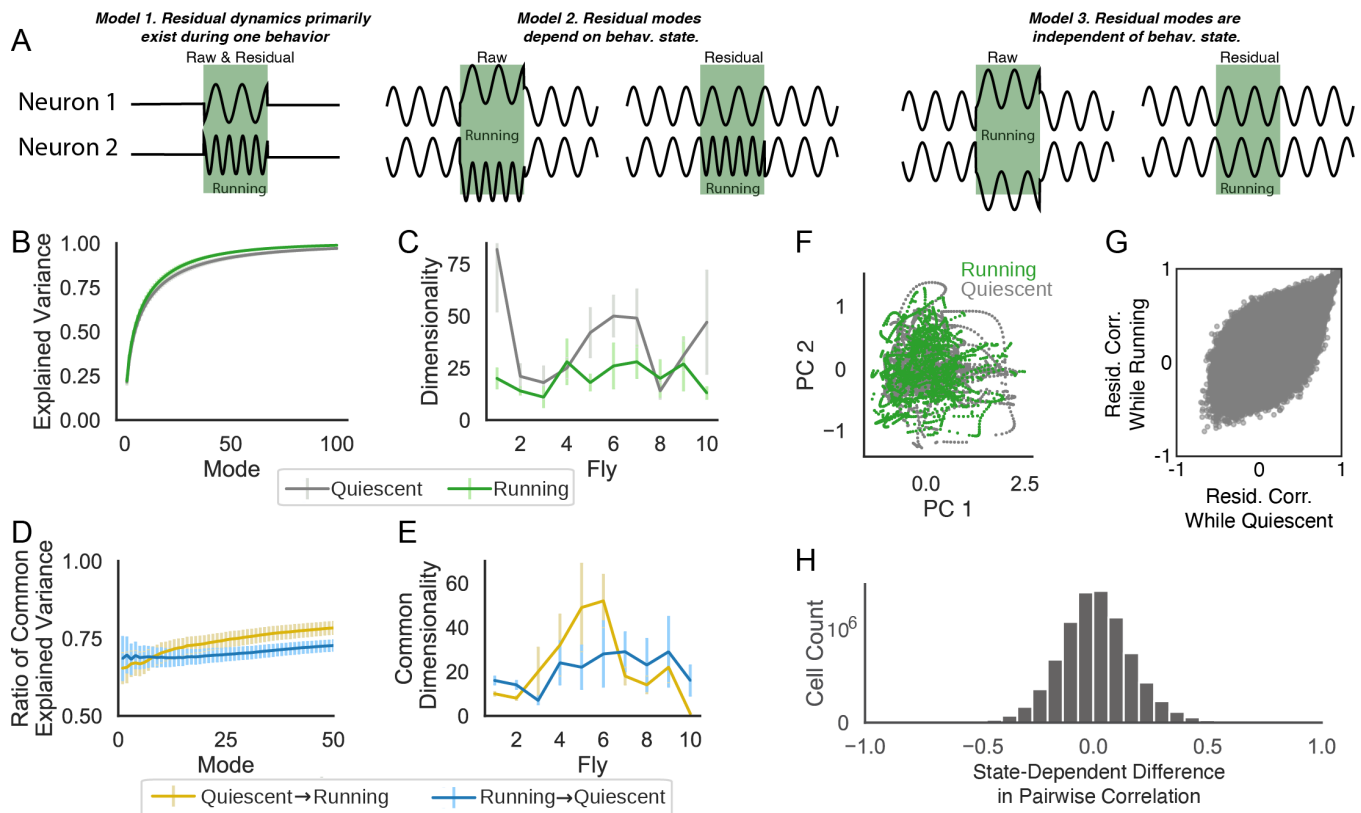 A
Model 1. Residual dynamics primarily
exist during one behavior
Raw & Residual
Neuron 1
Neuron 2
Running
Model 2. Residual modes
depend on behav. state.
Raw
Residual
Running
Running
Model 3. Residual modes are
independent of behav. state.
Raw
Residual
Running
Running
B
Explained Variance
1.00
0.75
0.50
0.25
0.00
0
50
100
Mode
C
Dimensionality
75
50
25
0
2
4
6
8
10
Fly
Quiescent
Running
F
Running
Quiescent
PC 2
1
0
−1
0.0
2.5
PC 1
G
Resid. Corr.
While Running
1
0
-1
-1
0
1
Resid. Corr.
While Quiescent
D
Ratio of Common
Explained Variance
1.00
0.75
0.50
0
25
50
Mode
E
Common
Dimensionality
60
40
20
0
2
4
6
8
10
Fly
Quiescent→Running
Running→Quiescent
H
Cell Count
10⁶
0
−1.0
−0.5
0.0
0.5
1.0
State-Dependent Difference
in Pairwise Correlation